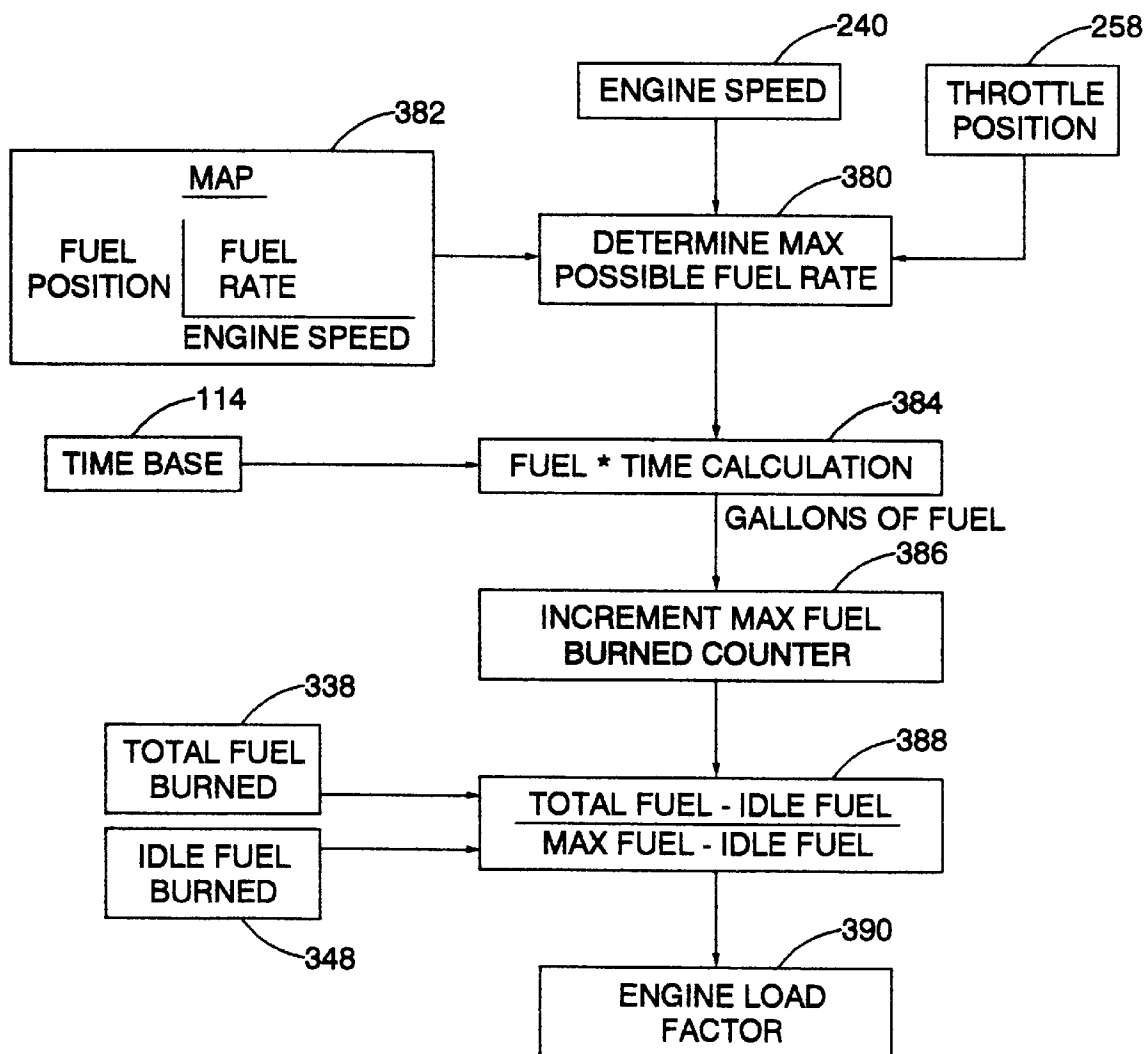 240
258
ENGINE SPEED
THROTTLE
POSITION
382
MAP
FUEL
POSITION
FUEL
RATE
ENGINE SPEED
380
DETERMINE MAX
POSSIBLE FUEL RATE
114
TIME BASE
384
FUEL * TIME CALCULATION
GALLONS OF FUEL
386
INCREMENT MAX FUEL
BURNED COUNTER
338
TOTAL FUEL
BURNED
388
TOTAL FUEL - IDLE FUEL
MAX FUEL - IDLE FUEL
IDLE FUEL
BURNED
348
390
ENGINE LOAD
FACTOR